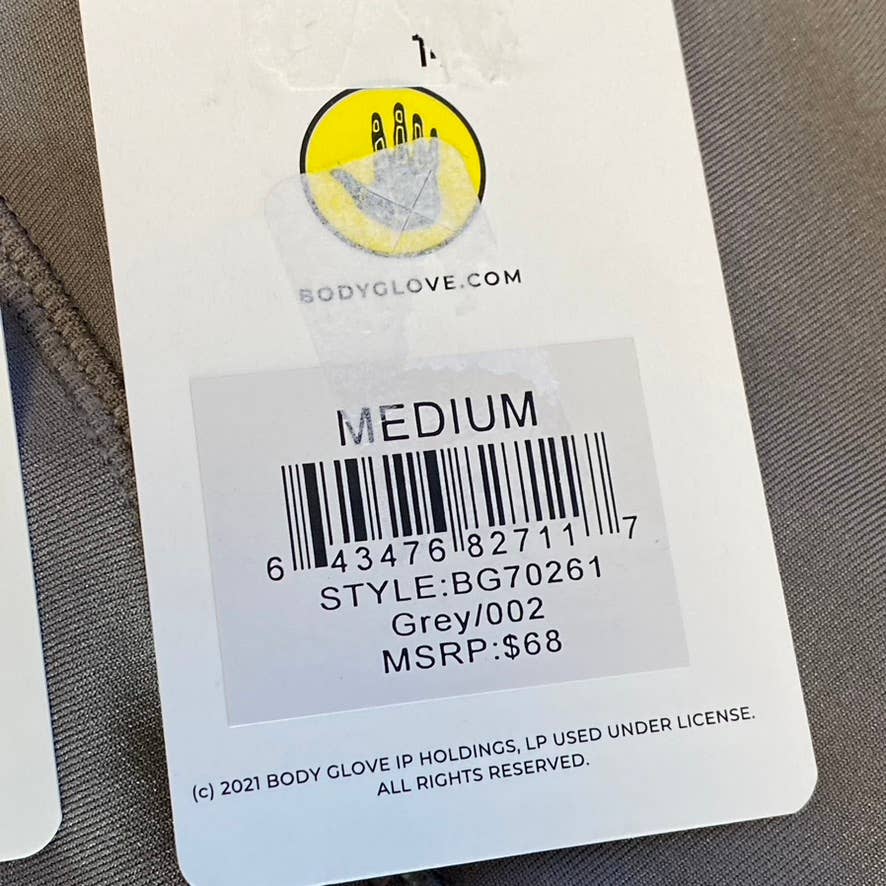 BODYGLOVE.COM
MEDIUM
6 43476 82711 7
STYLE:BG70261
Grey/002
MSRP:$68
(c) 2021 BODY GLOVE IP HOLDINGS, LP USED UNDER LICENSE.
ALL RIGHTS RESERVED.